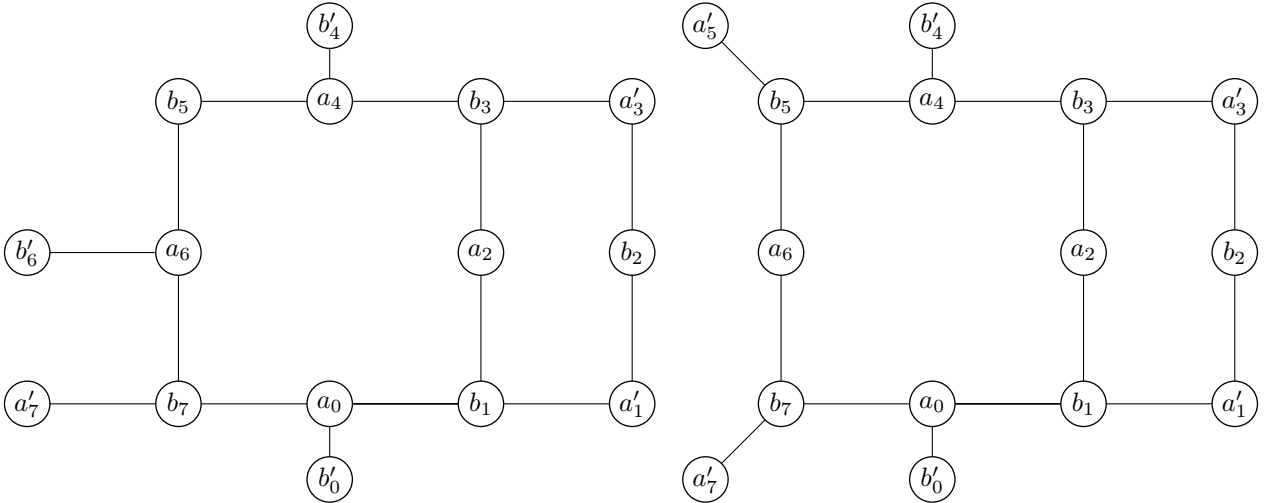 b′₄ a′₅ b′₄
b₅ a₄ b₃ a′₃ b₅ a₄ b₃ a′₃
b′₆ a₆ a₂ b₂ a₆ a₂ b₂
a′₇ b₇ a₀ b₁ a′₁ b₇ a₀ b₁ a′₁
b′₀ a′₇ b′₀